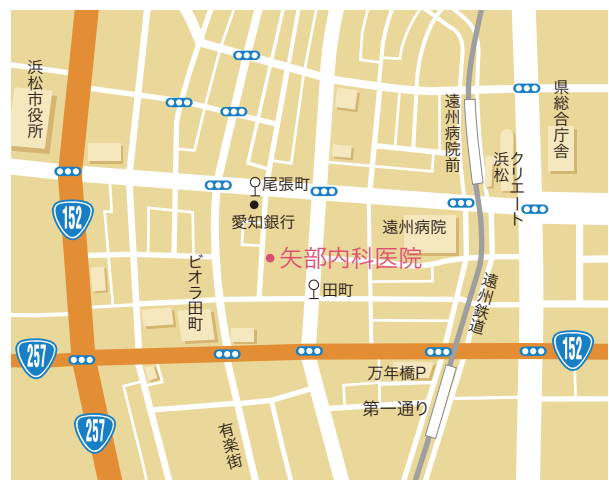 浜松市役所
遠州病院前
県総合庁舎
クリエート
浜松
尾張町
愛知銀行
遠州病院
152
矢部内科医院
ビオラ田町
田町
遠州鉄道
257
152
万年橋P
第一通り
257
有楽街